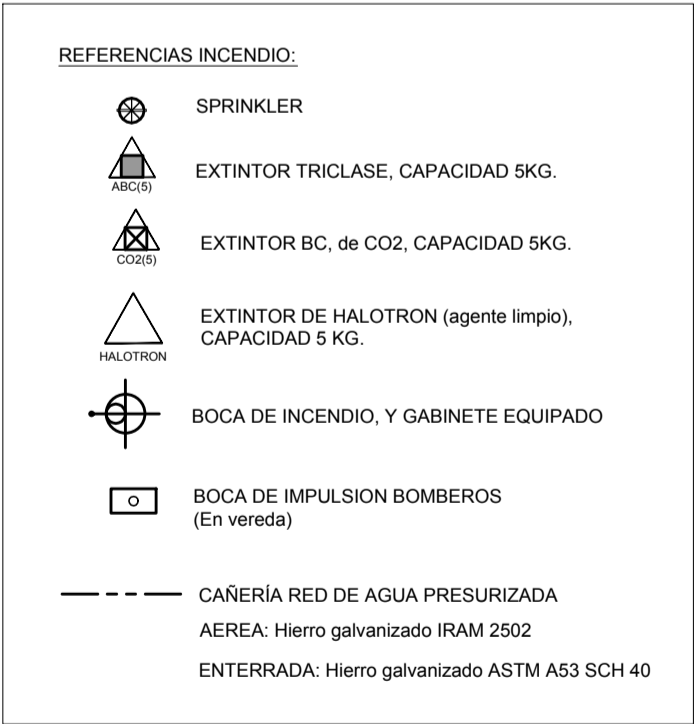 REFERENCIAS INCENDIO:
SPRINKLER
ABC(5)
EXTINTOR TRICLASE, CAPACIDAD 5KG.
CO2(5)
EXTINTOR BC, de CO2, CAPACIDAD 5KG.
HALOTRON
EXTINTOR DE HALOTRON (agente limpio),
CAPACIDAD 5 KG.
BOCA DE INCENDIO, Y GABINETE EQUIPADO
BOCA DE IMPULSION BOMBEROS
(En vereda)
CAÑERÍA RED DE AGUA PRESURIZADA
AEREA: Hierro galvanizado IRAM 2502
ENTERRADA: Hierro galvanizado ASTM A53 SCH 40